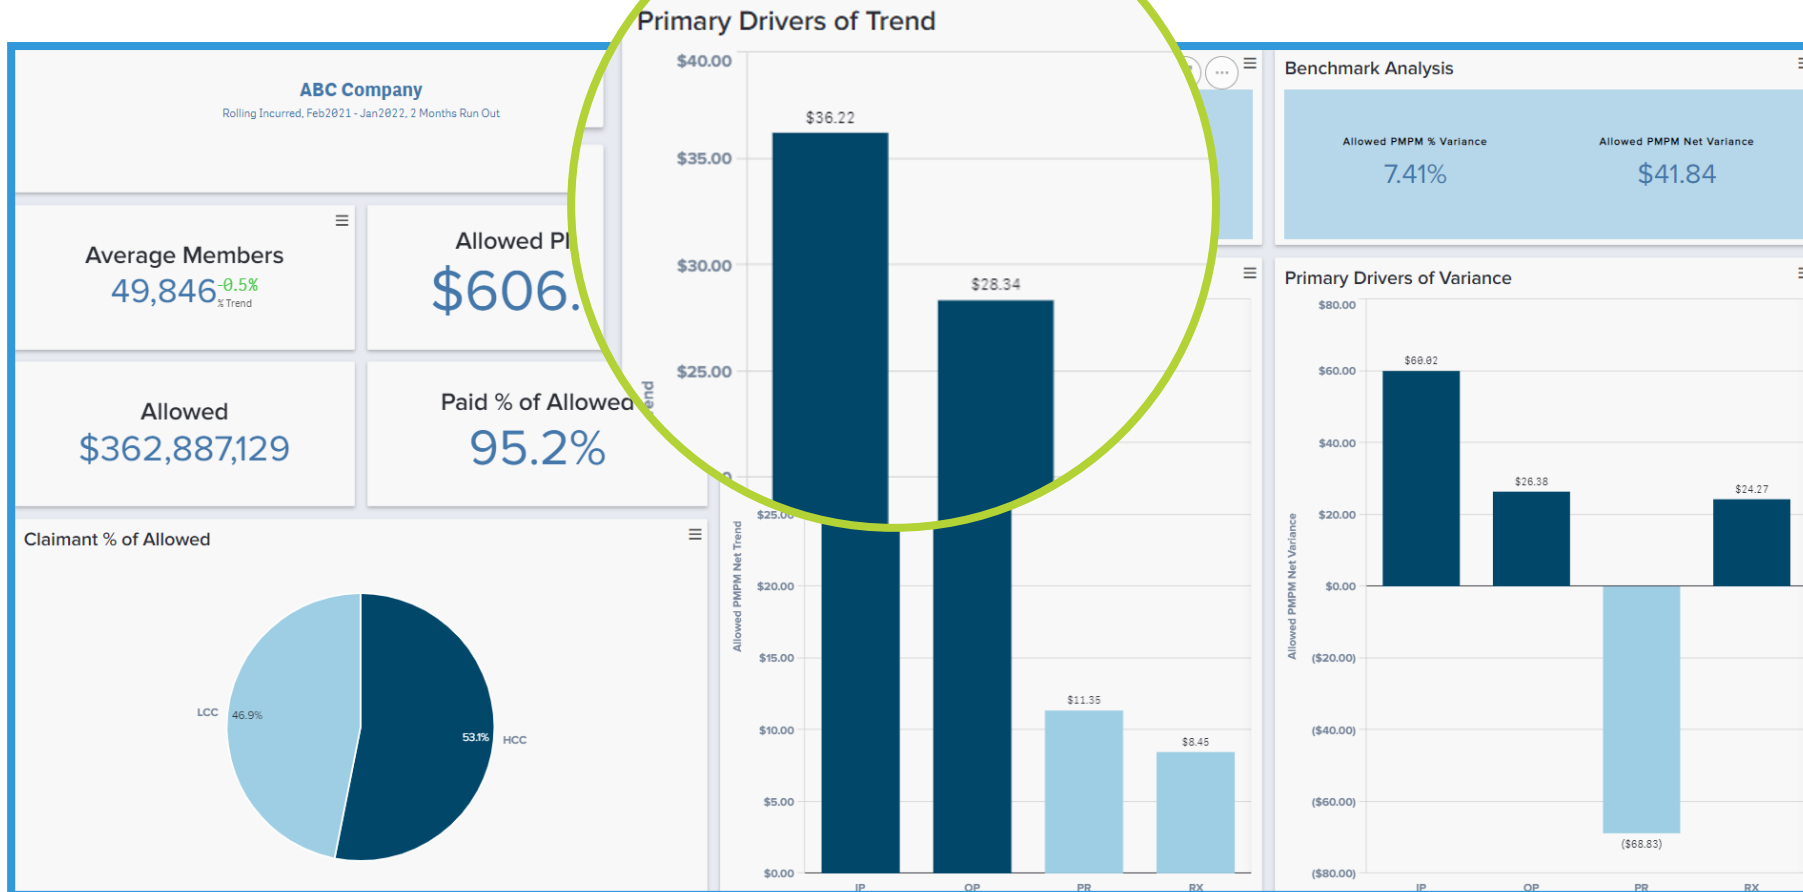 Primary Drivers of Trend
$40.00
$36.22
$35.00
$30.00
$28.34
$25.00
ABC Company
Rolling Incurred, Feb2021 - Jan2022, 2 Months Run Out
Average Members
49,846
-0.5%
% Trend
Allowed
$606.
Allowed
$362,887,129
Paid % of Allowed
95.2%
Claimant % of Allowed
LCC
46.9%
53.1%
HCC
Allowed PMPM Net Trend
$25.00
$20.00
$15.00
$10.00
$5.00
$0.00
$11.35
$8.45
IP
OP
PR
RX
Benchmark Analysis
Allowed PMPM % Variance
7.41%
Allowed PMPM Net Variance
$41.84
Primary Drivers of Variance
Allowed PMPM Net Variance
$80.00
$60.00
$40.00
$20.00
$0.00
($20.00)
($40.00)
($60.00)
($80.00)
$60.02
$26.38
($68.83)
$24.27
IP
OP
PR
RX